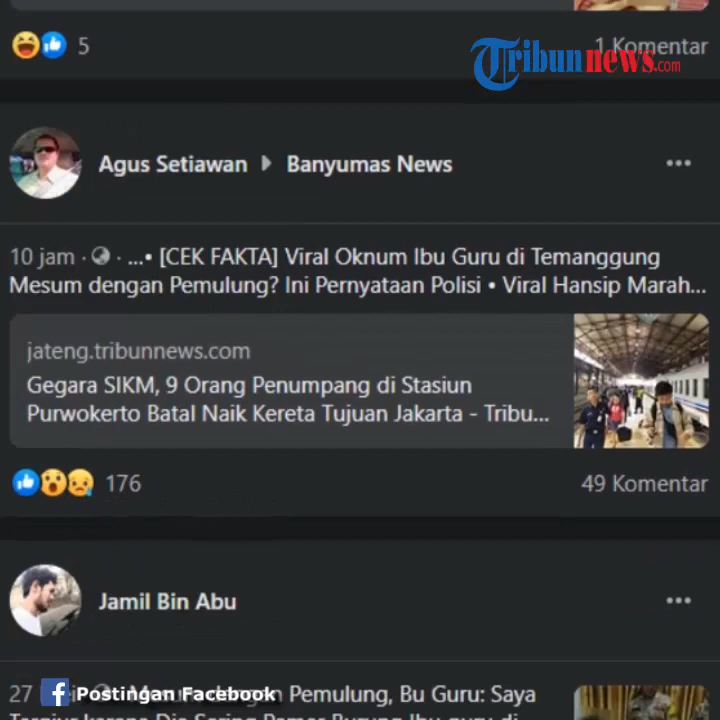 5
1 Komentar
Tribunnews.com
Agus Setiawan ▸ Banyumas News
10 jam · ...• [CEK FAKTA] Viral Oknum Ibu Guru di Temanggung
Mesum dengan Pemulung? Ini Pernyataan Polisi • Viral Hansip Marah...
jateng.tribunnews.com
Gegara SIKM, 9 Orang Penumpang di Stasiun
Purwokerto Batal Naik Kereta Tujuan Jakarta - Tribu...
176
49 Komentar
Jamil Bin Abu
27
Pemulung, Bu Guru: Saya
Postingan Facebook